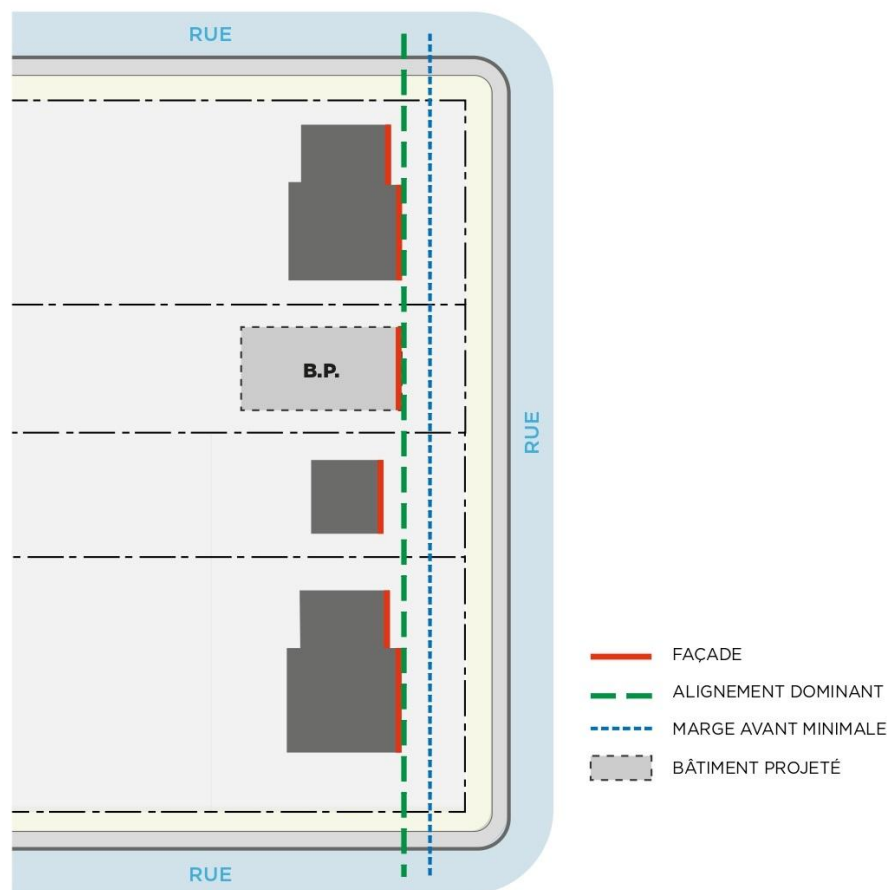 RUE
B.P.
RUE
RUE
FAÇADE
ALIGNEMENT DOMINANT
MARGE AVANT MINIMALE
BÂTIMENT PROJETÉ